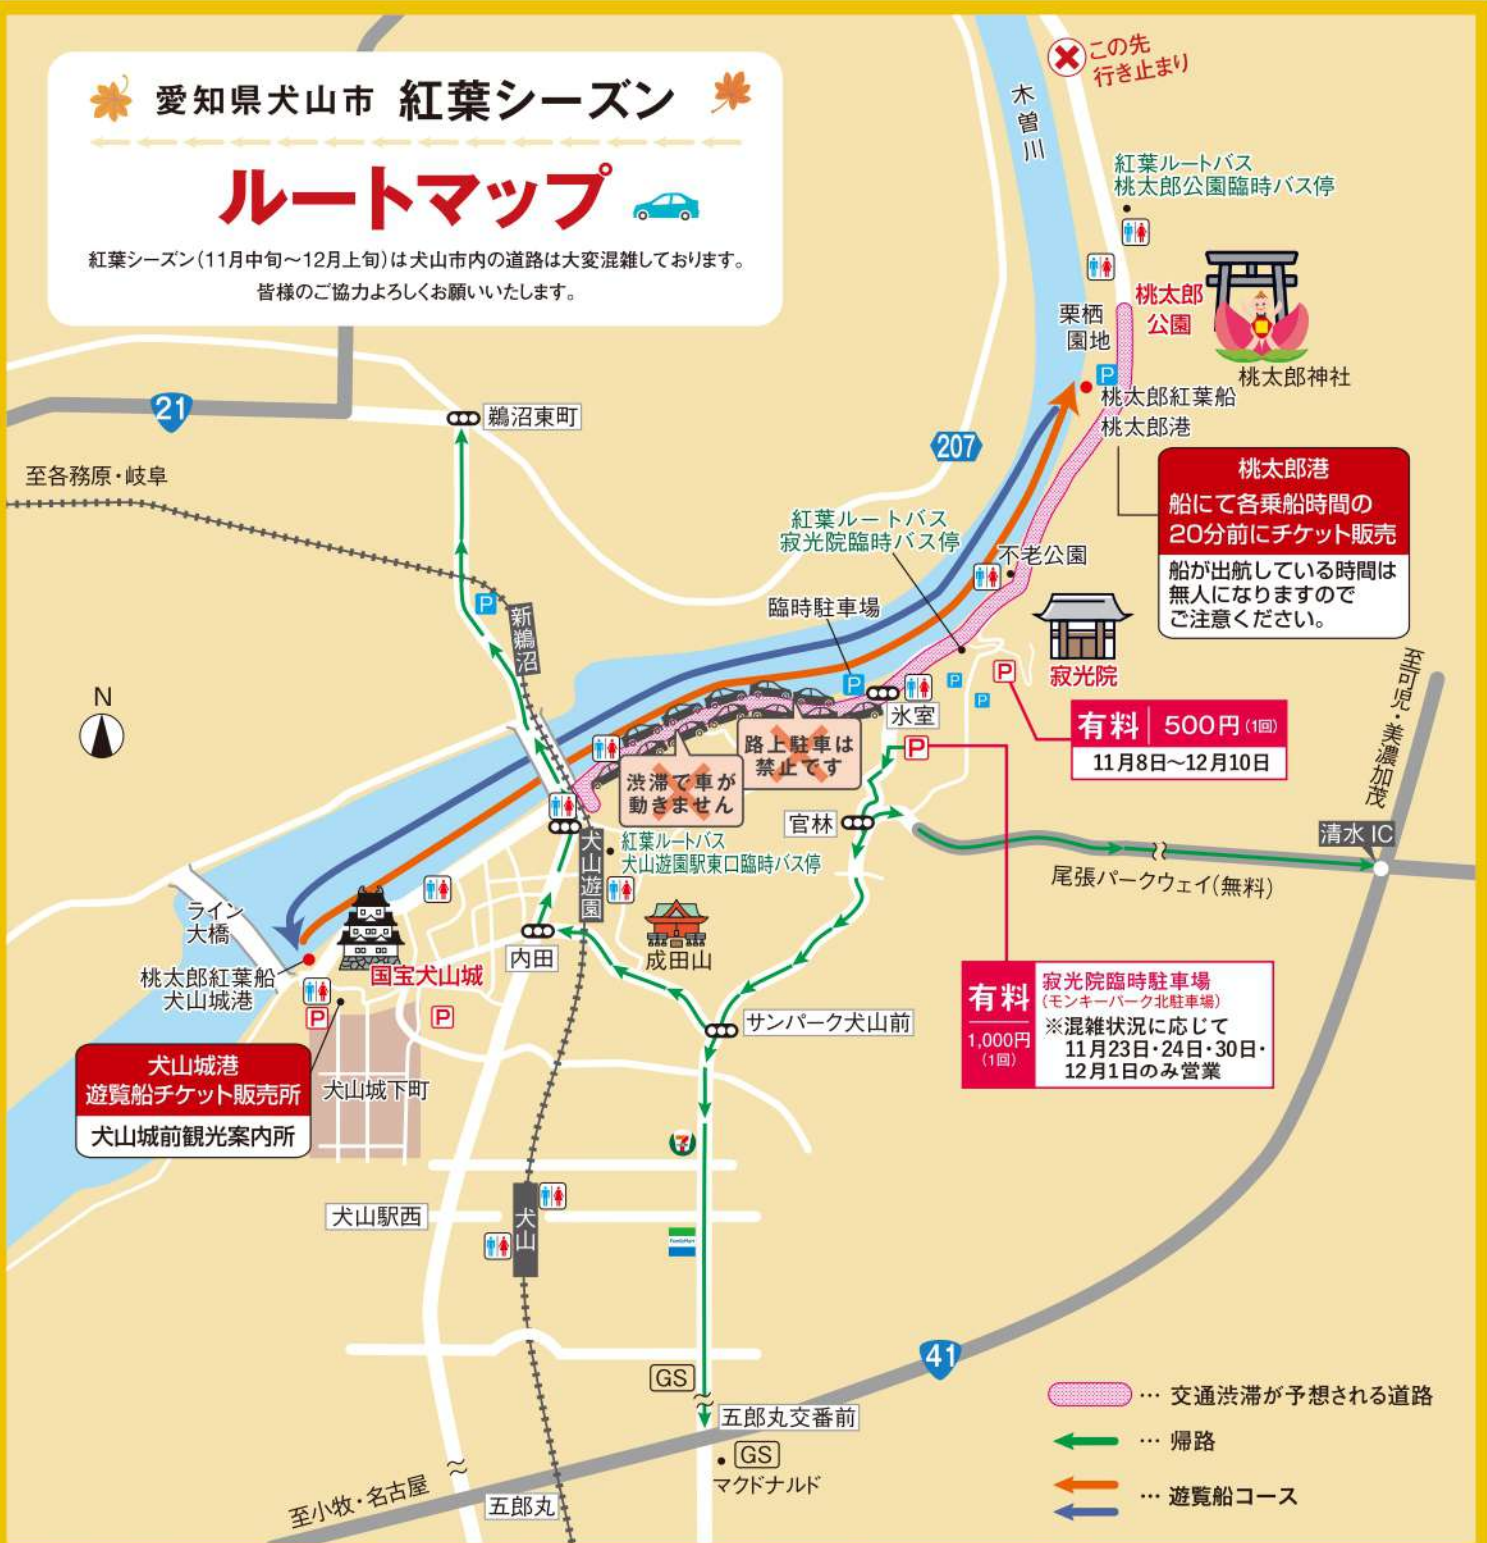 愛知県犬山市 紅葉シーズン
ルートマップ
紅葉シーズン(11月中旬〜12月上旬)は犬山市内の道路は大変混雑しております。
皆様のご協力よろしくお願いいたします。
この先
行き止まり
木曽川
紅葉ルートバス
桃太郎公園臨時バス停
桃太郎
公園
栗栖
園地
P
桃太郎神社
桃太郎紅葉船
桃太郎港
21
鵜沼東町
207
至各務原・岐阜
桃太郎港
船にて各乗船時間の
20分前にチケット販売
船が出航している時間は
無人になりますので
ご注意ください。
紅葉ルートバス
寂光院臨時バス停
不老公園
臨時駐車場
P
P
新鵜沼
寂光院
P
P
P
至可児・美濃加茂
N
氷室
有料 500円(1回)
11月8日〜12月10日
路上駐車は
禁止です
渋滞で車が
動きません
P
官林
清水 IC
尾張パークウェイ(無料)
紅葉ルートバス
犬山遊園駅東口臨時バス停
犬山遊園
ライン
大橋
内田
成田山
桃太郎紅葉船
犬山城港
国宝犬山城
P
P
サンパーク犬山前
有料
1,000円
(1回)
寂光院臨時駐車場
(モンキーパーク北駐車場)
※混雑状況に応じて
11月23日・24日・30日・
12月1日のみ営業
犬山城港
遊覧船チケット販売所
犬山城前観光案内所
犬山城下町
7
犬山駅西
犬山
FamilyMart
41
GS
五郎丸交番前
GS
マクドナルド
至小牧・名古屋
五郎丸
… 交通渋滞が予想される道路
… 帰路
… 遊覧船コース